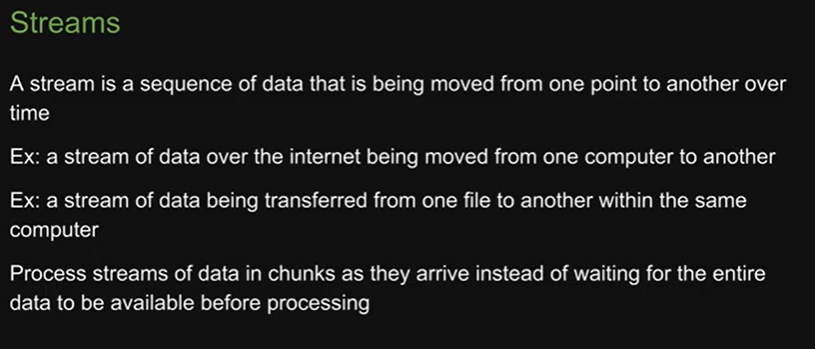 Streams
A stream is a sequence of data that is being moved from one point to another over
time
Ex: a stream of data over the internet being moved from one computer to another
Ex: a stream of data being transferred from one file to another within the same
computer
Process streams of data in chunks as they arrive instead of waiting for the entire
data to be available before processing